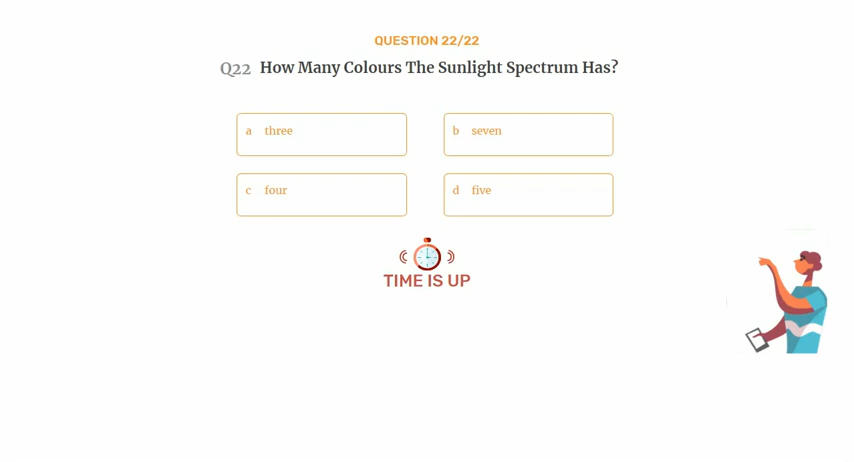 QUESTION 22/22
Q22 How Many Colours The Sunlight Spectrum Has?
a three
b seven
c four
d five
TIME IS UP